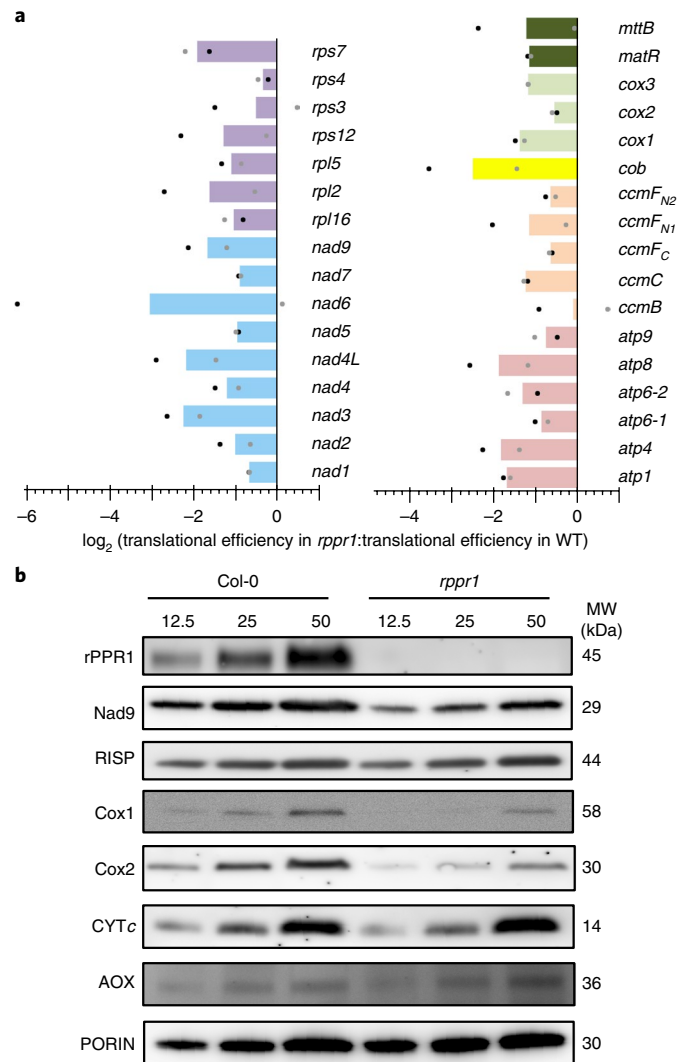 a
rps7
rps4
rps3
rps12
rpl5
rpl2
rpl16
nad9
nad7
nad6
nad5
nad4L
nad4
nad3
nad2
nad1
−6 −4 −2 0
mttB
matR
cox3
cox2
cox1
cob
ccmFN2
ccmFN1
ccmFC
ccmC
ccmB
atp9
atp8
atp6-2
atp6-1
atp4
atp1
−4 −2 0
log2 (translational efficiency in rppr1:translational efficiency in WT)
b
Col-0 rppr1
12.5 25 50 12.5 25 50 MW
(kDa)
rPPR1 45
Nad9 29
RISP 44
Cox1 58
Cox2 30
CYTc 14
AOX 36
PORIN 30